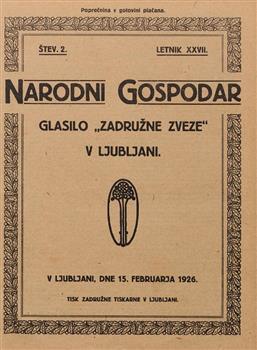 Poprečnina v gotovini plačana.
ŠTEV. 2.
LETNIK XXVII.
NARODNI GOSPODAR
GLASILO „ZADRUŽNE ZVEZE“
V LJUBLJANI.
V LJUBLJANI, DNE 15. FEBRUARJA 1926.
TISK ZADRUŽNE TISKARNE V LJUBLJANI.